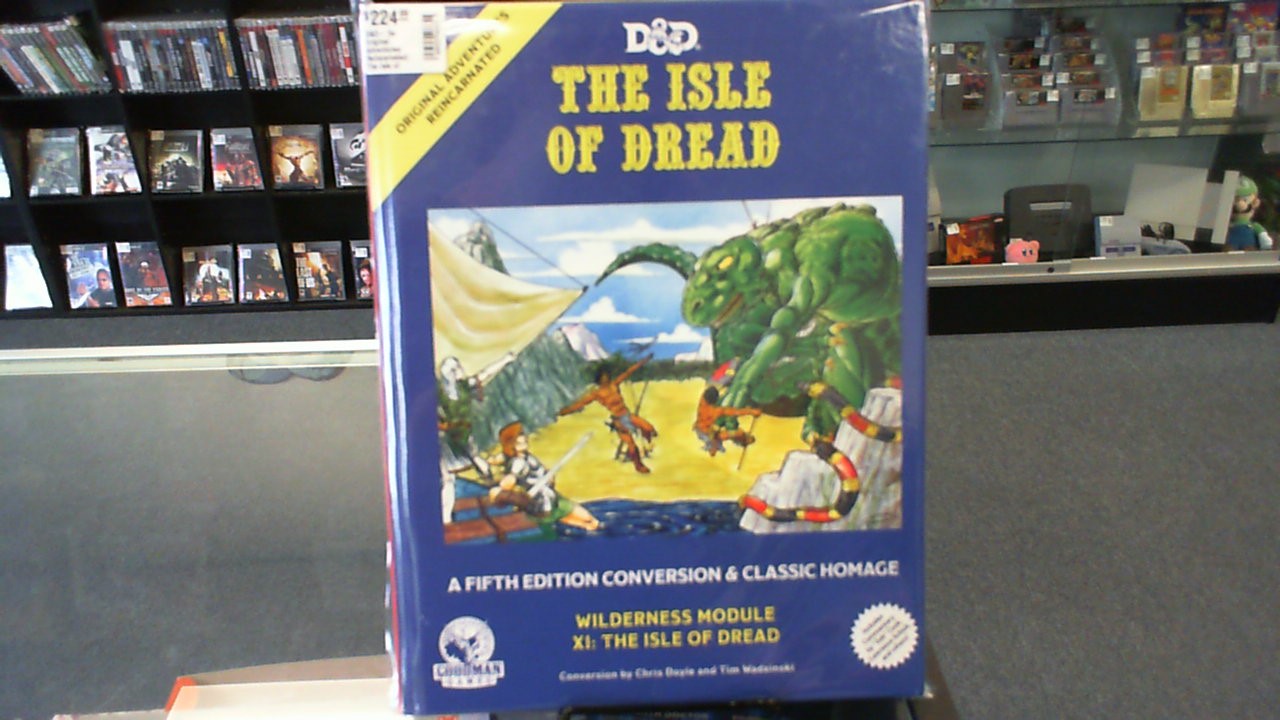 $224
ORIGINAL ADVENTURES
REINCARNATED
D&D
THE ISLE
OF DREAD
A FIFTH EDITION CONVERSION & CLASSIC HOMAGE
WILDERNESS MODULE
X1: THE ISLE OF DREAD
Conversion by Chris Doyle and Tim Wadzinski
GOODMAN
GAMES